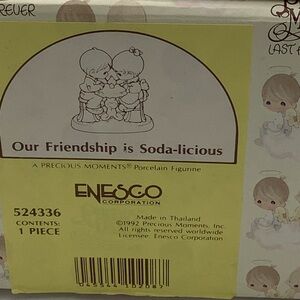 Our Friendship is Soda-licious
A PRECIOUS MOMENTS® Porcelain Figurine
ENESCO
CORPORATION
524336
CONTENTS:
1 PIECE
Made in Thailand
©1992 Precious Moments, Inc.
All rights reserved worldwide
Licensee, Enesco Corporation